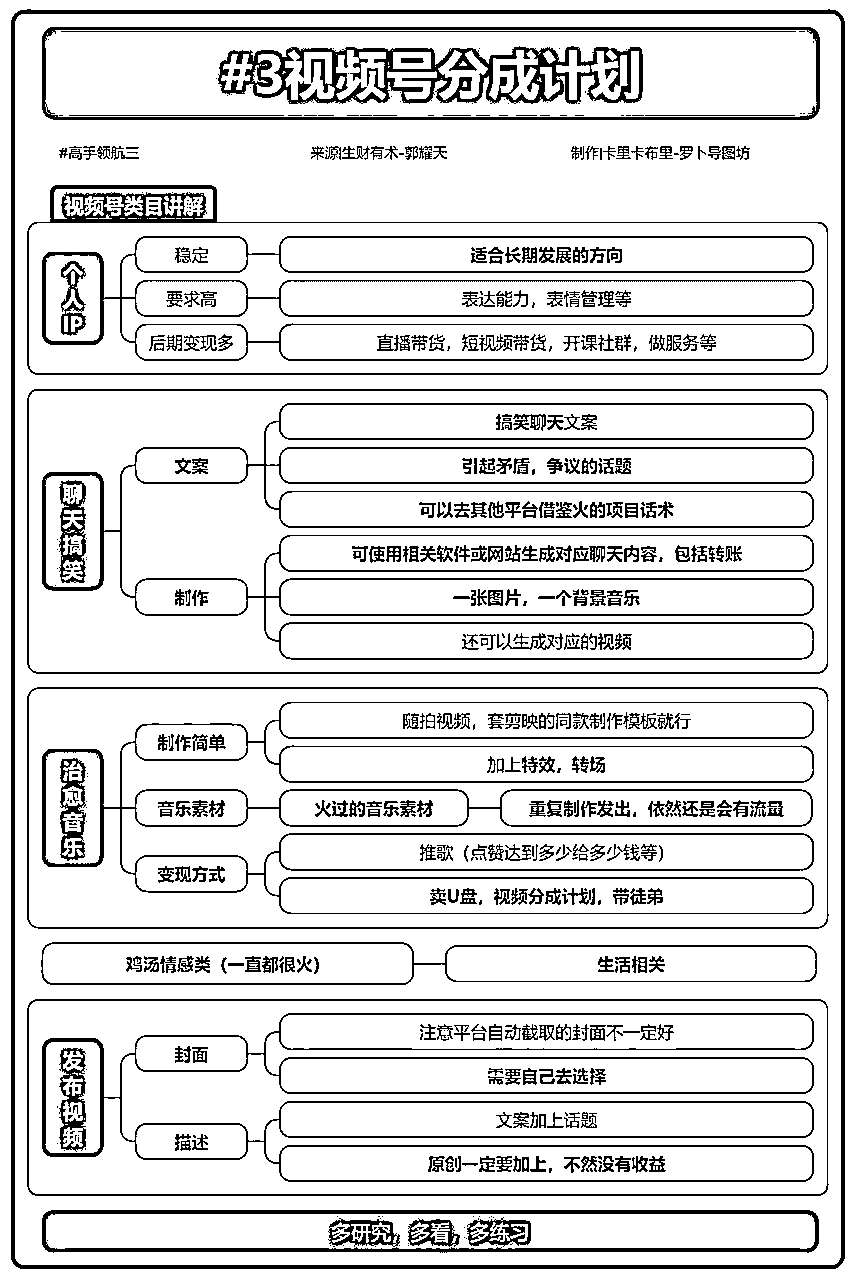 #3视频号分成计划
#高手领航三 来源|生财有术-郭耀天 制作|卡里卡布里-罗卜导图坊
视频号类目讲解
个人IP
稳定 适合长期发展的方向
要求高 表达能力，表情管理等
后期变现多 直播带货，短视频带货，开课社群，做服务等
聊天搞笑
文案
搞笑聊天文案
引起矛盾，争议的话题
可以去其他平台借鉴火的项目话术
制作
可使用相关软件或网站生成对应聊天内容，包括转账
一张图片，一个背景音乐
还可以生成对应的视频
治愈音乐
制作简单
随拍视频，套剪映的同款制作模板就行
加上特效，转场
音乐素材 火过的音乐素材 重复制作发出，依然还是会有流量
变现方式
推歌（点赞达到多少给多少钱等）
卖U盘，视频分成计划，带徒弟
鸡汤情感类（一直都很火） 生活相关
发布视频
封面
注意平台自动截取的封面不一定好
需要自己去选择
描述
文案加上话题
原创一定要加上，不然没有收益
多研究，多看，多练习